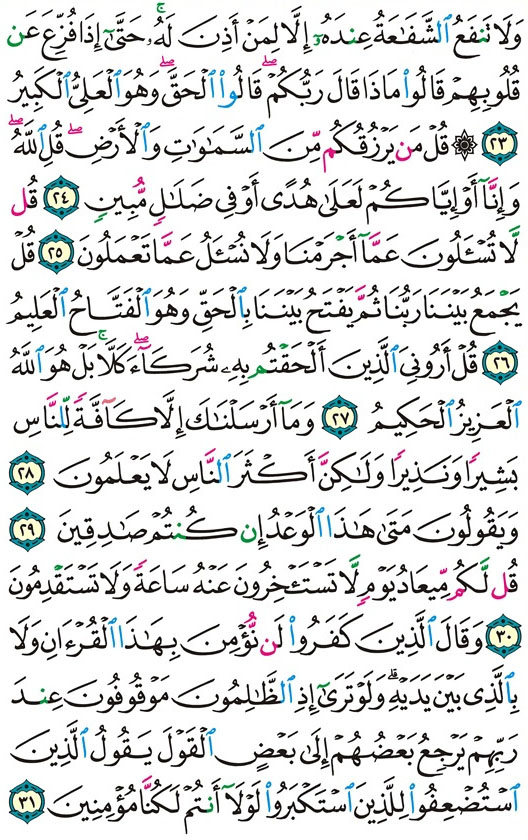 وَلَا تَنفَعُ ٱلشَّفَٰعَةُ عِندَهُۥٓ إِلَّا لِمَنْ أَذِنَ لَهُۥۚ حَتَّىٰٓ إِذَا فُزِّعَ عَن
قُلُوبِهِمْ قَالُوا۟ مَاذَا قَالَ رَبُّكُمْۖ قَالُوا۟ ٱلْحَقَّۖ وَهُوَ ٱلْعَلِىُّ ٱلْكَبِيرُ
٢٣ ۞ قُلْ مَن يَرْزُقُكُم مِّنَ ٱلسَّمَٰوَٰتِ وَٱلْأَرْضِۖ قُلِ ٱللَّهُۖ
وَإِنَّآ أَوْ إِيَّاكُمْ لَعَلَىٰ هُدًى أَوْ فِى ضَلَٰلٍ مُّبِينٍ ٢٤ قُل
لَّا تُسْـَٔلُونَ عَمَّآ أَجْرَمْنَا وَلَا نُسْـَٔلُ عَمَّا تَعْمَلُونَ ٢٥ قُلْ
يَجْمَعُ بَيْنَنَا رَبُّنَا ثُمَّ يَفْتَحُ بَيْنَنَا بِٱلْحَقِّ وَهُوَ ٱلْفَتَّاحُ ٱلْعَلِيمُ
٢٦ قُلْ أَرُونِىَ ٱلَّذِينَ أَلْحَقْتُم بِهِۦ شُرَكَآءَۖ كَلَّاۚ بَلْ هُوَ ٱللَّهُ
ٱلْعَزِيزُ ٱلْحَكِيمُ ٢٧ وَمَآ أَرْسَلْنَٰكَ إِلَّا كَآفَّةً لِّلنَّاسِ
بَشِيرًا وَنَذِيرًا وَلَٰكِنَّ أَكْثَرَ ٱلنَّاسِ لَا يَعْلَمُونَ ٢٨
وَيَقُولُونَ مَتَىٰ هَٰذَا ٱلْوَعْدُ إِن كُنتُمْ صَٰدِقِينَ ٢٩
قُل لَّكُم مِّيعَادُ يَوْمٍ لَّا تَسْتَـْٔخِرُونَ عَنْهُ سَاعَةً وَلَا تَسْتَقْدِمُونَ
٣٠ وَقَالَ ٱلَّذِينَ كَفَرُوا۟ لَن نُّؤْمِنَ بِهَٰذَا ٱلْقُرْءَانِ وَلَا
بِٱلَّذِى بَيْنَ يَدَيْهِۗ وَلَوْ تَرَىٰٓ إِذِ ٱلظَّٰلِمُونَ مَوْقُوفُونَ عِندَ
رَبِّهِمْ يَرْجِعُ بَعْضُهُمْ إِلَىٰ بَعْضٍ ٱلْقَوْلَ يَقُولُ ٱلَّذِينَ
ٱسْتُضْعِفُوا۟ لِلَّذِينَ ٱسْتَكْبَرُوا۟ لَوْلَآ أَنتُمْ لَكُنَّا مُؤْمِنِينَ ٣١